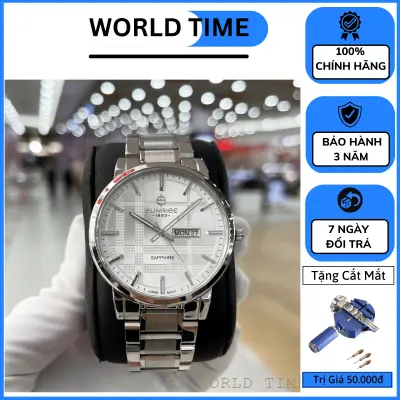 WORLD TIME
100%
CHÍNH HÃNG
BẢO HÀNH
3 NĂM
7 NGÀY
ĐỔI TRẢ
Tặng Cắt Mắt
Trị Giá 50.000đ
SUNRISE
1983
SAPPHIRE
WORLD TIM